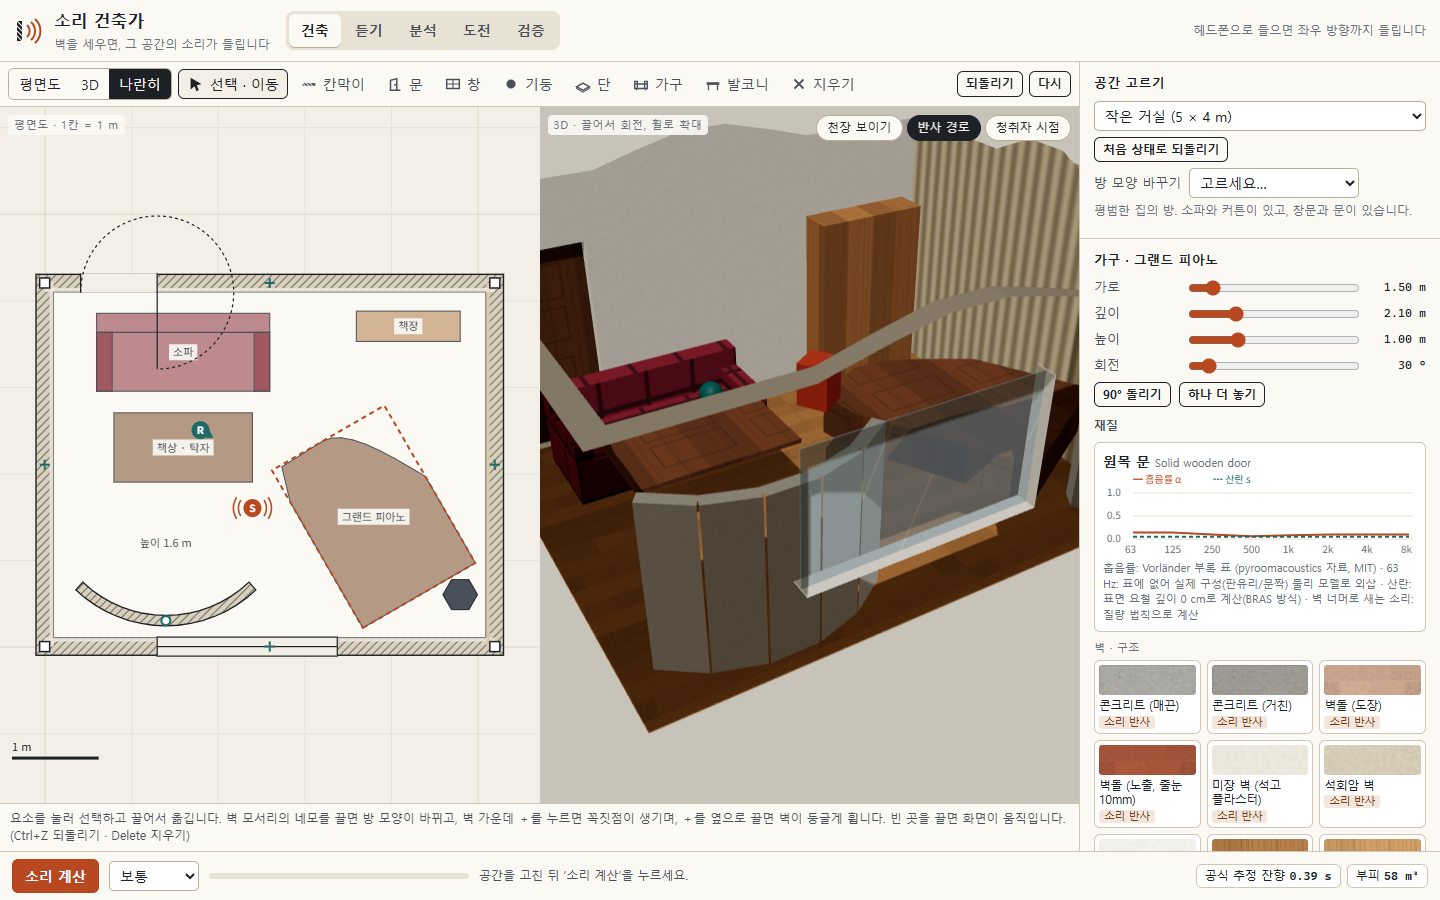 소리 건축가
벽을 세우면, 그 공간의 소리가 들립니다
건축 듣기 분석 도전 검증
헤드폰으로 들으면 좌우 방향까지 들립니다
평면도 3D 나란히 선택 · 이동 칸막이 문 창 기둥 단 가구 발코니 지우기 되돌리기 다시
평면도 · 1칸 = 1 m
소파
책장
R
책상 · 탁자
S
그랜드 피아노
높이 1.6 m
1 m
3D · 끌어서 회전, 휠로 확대
천장 보이기 반사 경로 청취자 시점
요소를 눌러 선택하고 끌어서 옮깁니다. 벽 모서리의 네모를 끌면 방 모양이 바뀌고, 벽 가운데 +를 누르면 꼭짓점이 생기며, +를 옆으로 끌면 벽이 둥글게 휩니다. 빈 곳을 끌면 화면이 움직입니다.
(Ctrl+Z 되돌리기 · Delete 지우기)
공간 고르기
작은 거실 (5 × 4 m)
처음 상태로 되돌리기
방 모양 바꾸기 고르세요...
평범한 집의 방. 소파와 커튼이 있고, 창문과 문이 있습니다.
가구 · 그랜드 피아노
가로 1.50 m
깊이 2.10 m
높이 1.00 m
회전 30 °
90° 돌리기 하나 더 놓기
재질
원목 문 Solid wooden door
흡음률 α 산란 s
1.0
0.5
0.0
63 125 250 500 1k 2k 4k 8k
흡음률: Vorländer 부록 표 (pyroomacoustics 자료, MIT) · 63
Hz: 표에 없어 실제 구성(판유리/문짝) 물리 모델로 외삽 · 산란:
표면 요철 깊이 0 cm로 계산(BRAS 방식) · 벽 너머로 새는 소리:
질량 법칙으로 계산
벽 · 구조
콘크리트 (매끈) 콘크리트 (거친) 벽돌 (도장)
소리 반사 소리 반사 소리 반사
벽돌 (노출, 줄눈 10mm) 미장 벽 (석고 플라스터) 석회암 벽
소리 반사 소리 반사 소리 반사
소리 계산 보통 공간을 고친 뒤 '소리 계산'을 누르세요.
공식 추정 잔향 0.39 s 부피 58 m³